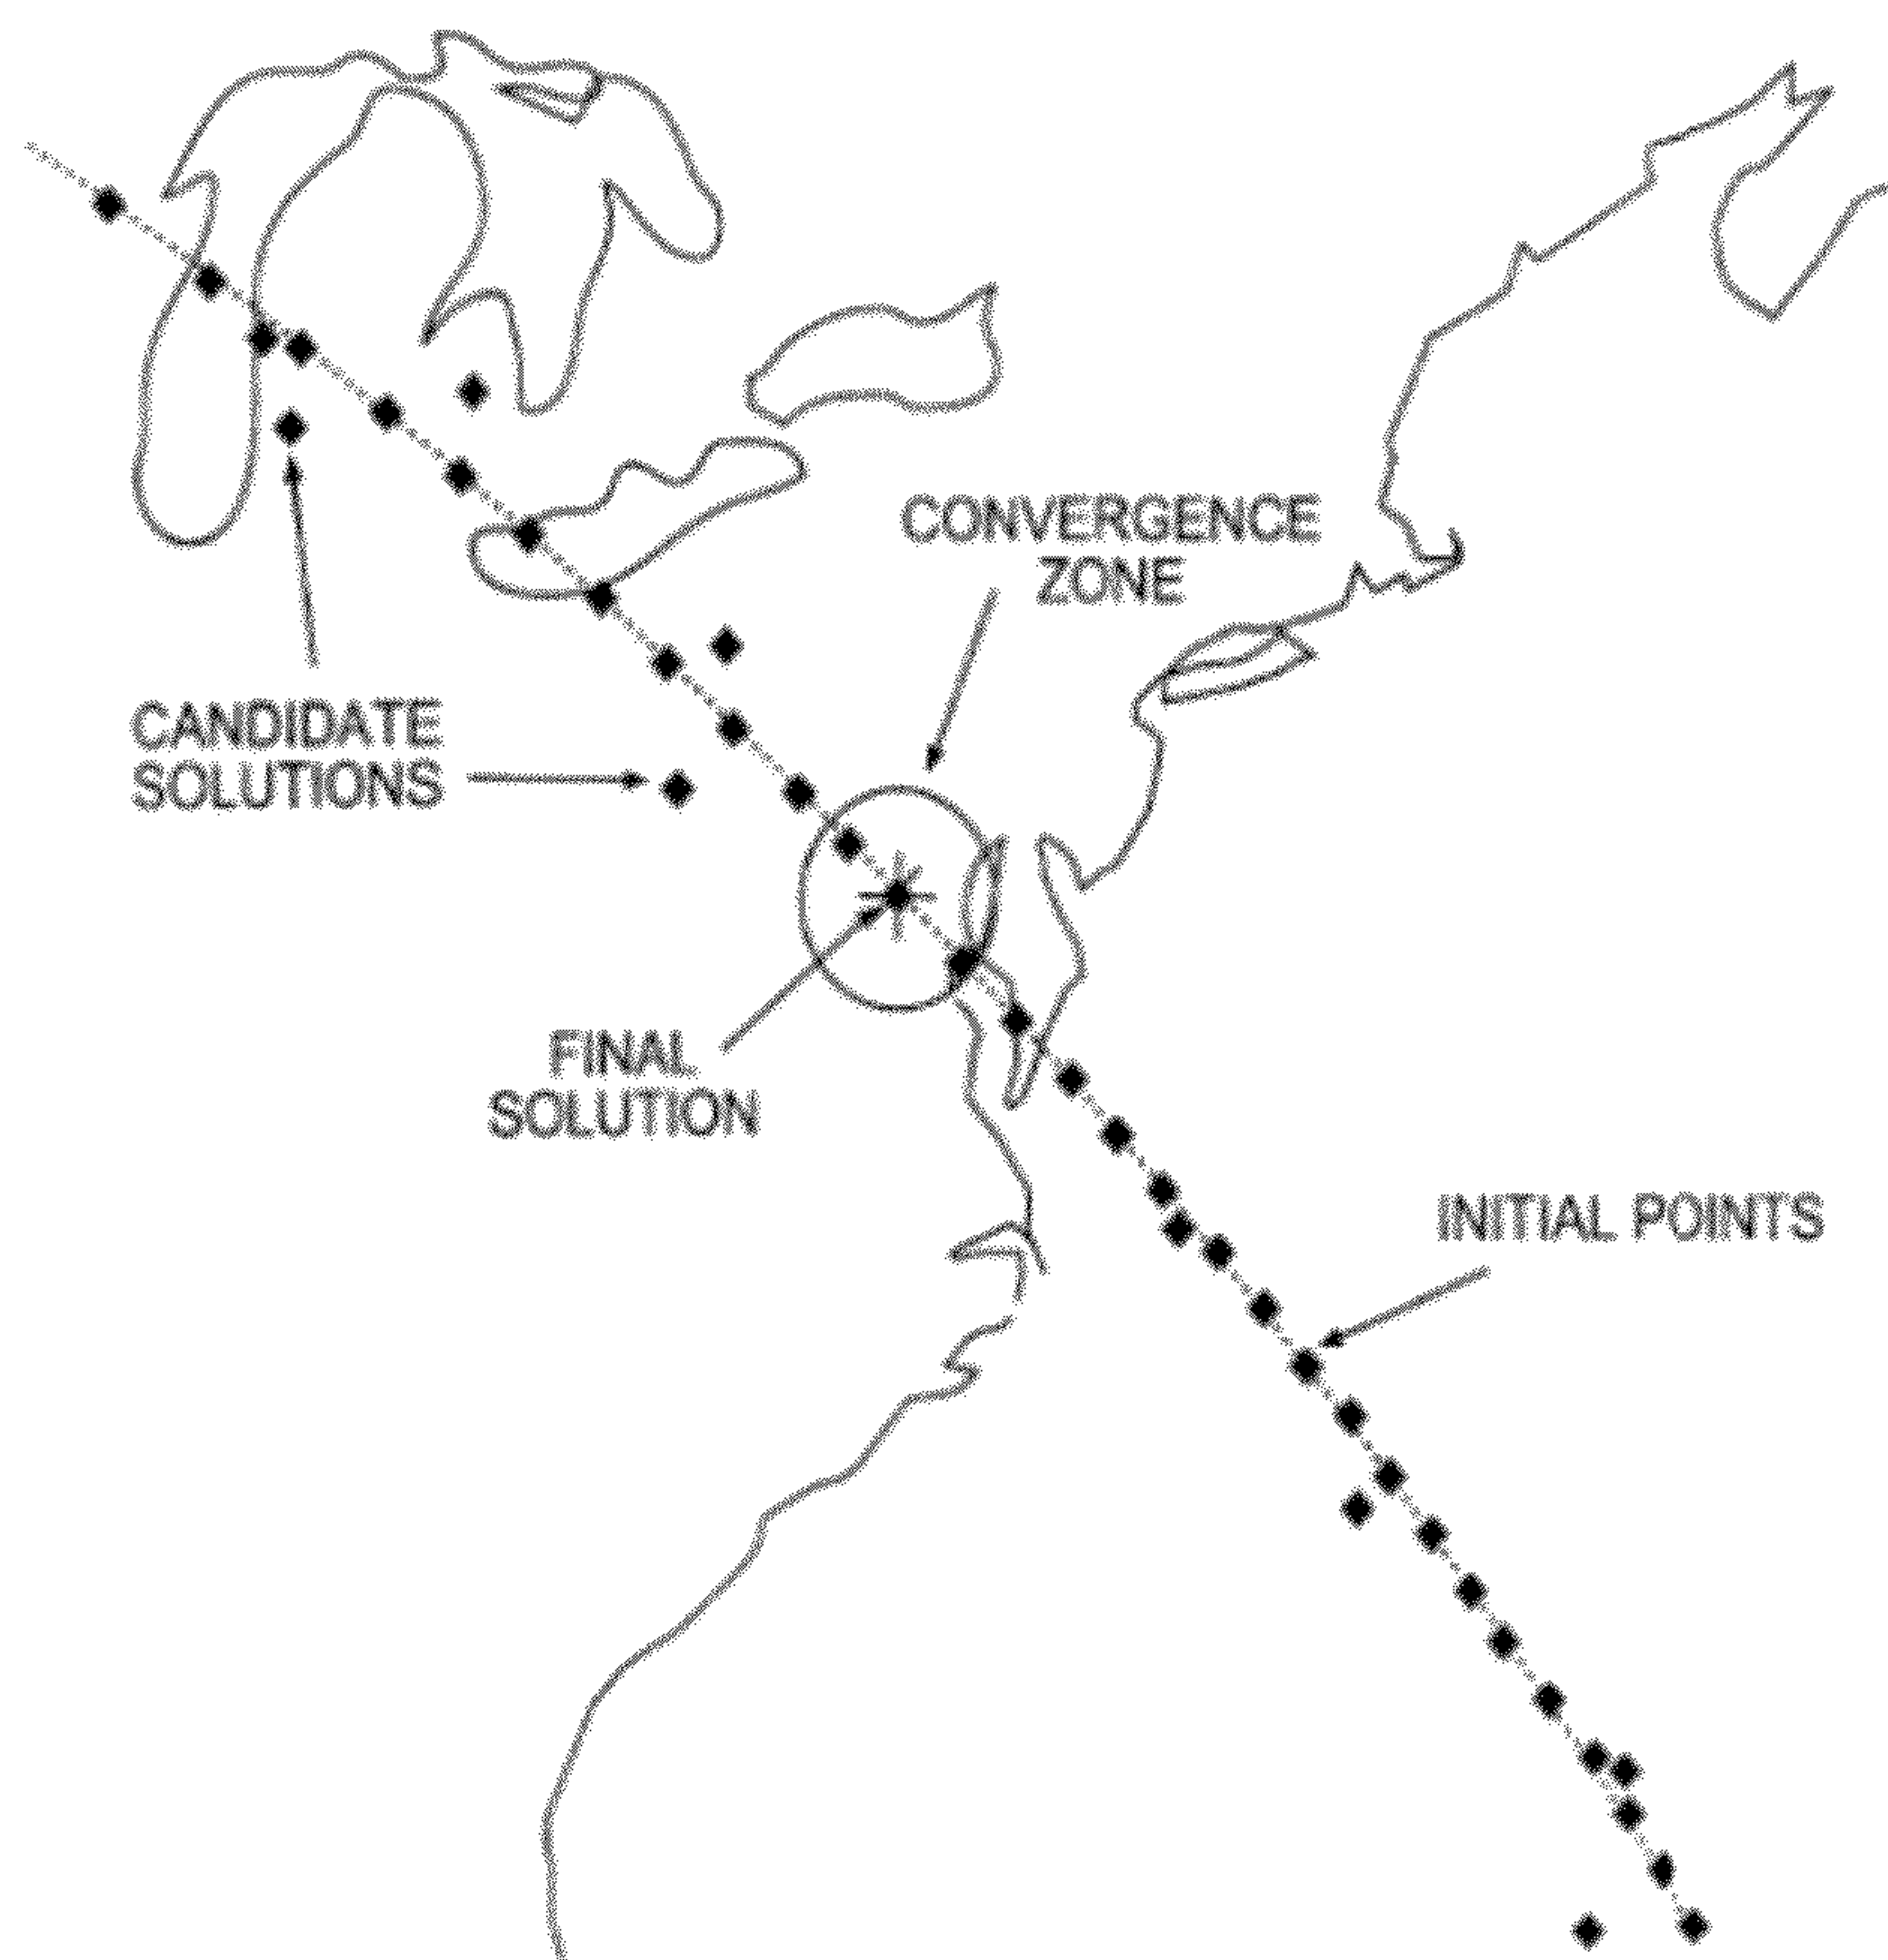 CONVERGENCE
ZONE
CANDIDATE
SOLUTIONS
FINAL
SOLUTION
INITIAL POINTS